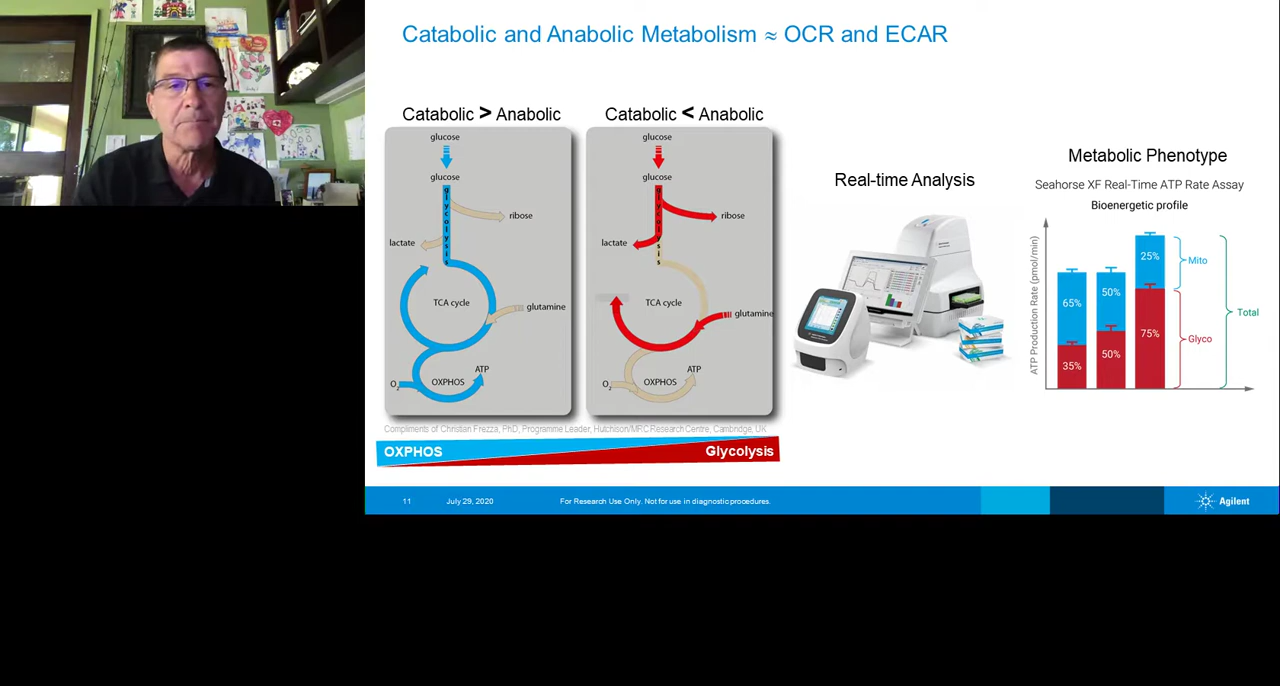 Catabolic and Anabolic Metabolism ≈ OCR and ECAR
Catabolic > Anabolic
glucose
glucose
glycolysis
ribose
lactate
TCA cycle
glutamine
ATP
O2
OXPHOS
Catabolic < Anabolic
glucose
glucose
glycolysis
ribose
lactate
TCA cycle
glutamine
ATP
O2
OXPHOS
Compliments of Christian Frezza, PhD, Programme Leader, Hutchison/MRC Research Centre, Cambridge, UK
OXPHOS
Glycolysis
Real-time Analysis
Metabolic Phenotype
Seahorse XF Real-Time ATP Rate Assay
Bioenergetic profile
ATP Production Rate (pmol/min)
65%
35%
50%
50%
25%
75%
Mito
Glyco
Total
11
July 29, 2020
For Research Use Only. Not for use in diagnostic procedures.
Agilent